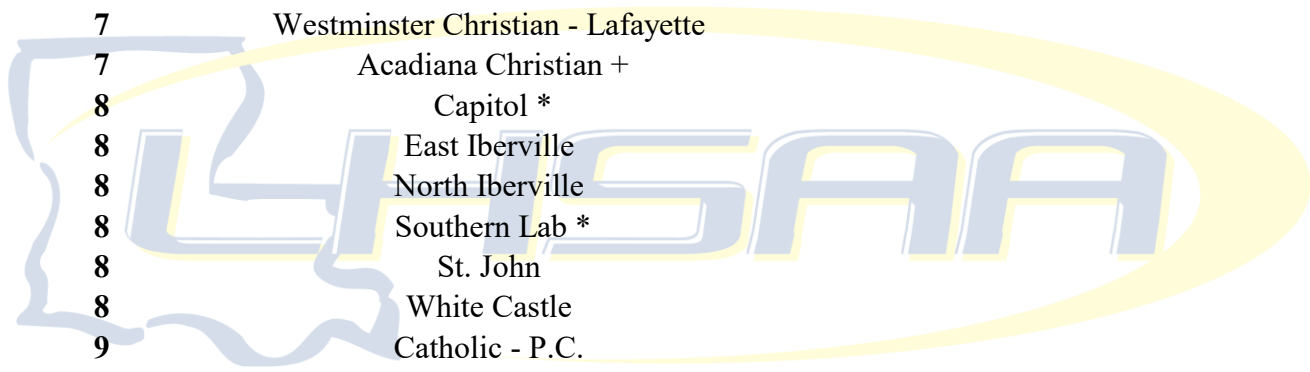 7 Westminster Christian - Lafayette
7 Acadiana Christian +
8 Capitol *
8 East Iberville
8 North Iberville
8 Southern Lab *
8 St. John
8 White Castle
9 Catholic - P.C.
LHSAA